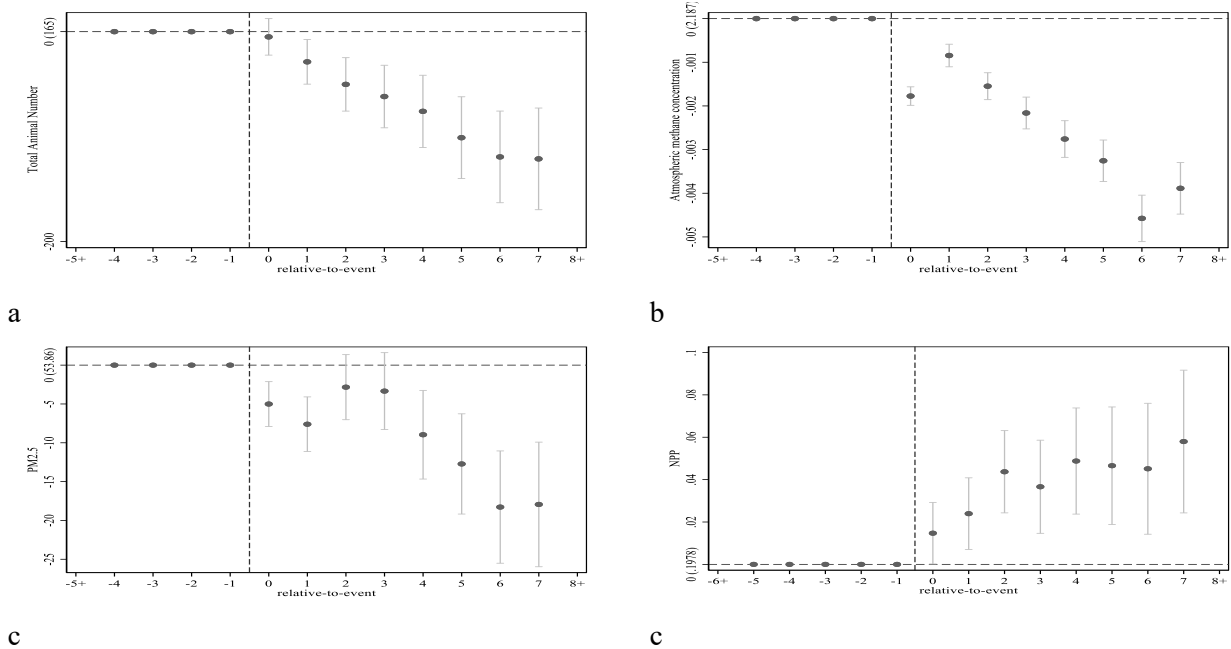 0 (165)
-200
Total Animal Number
-5+ -4 -3 -2 -1 0 1 2 3 4 5 6 7 8+
relative-to-event
a
0 (2.187)
-.001
-.002
-.003
-.004
-.005
Atmospheric methane concentration
-5+ -4 -3 -2 -1 0 1 2 3 4 5 6 7 8+
relative-to-event
b
0 (53.86)
-5
-10
-15
-20
-25
PM2.5
-5+ -4 -3 -2 -1 0 1 2 3 4 5 6 7 8+
relative-to-event
c
.1
.08
.06
.04
.02
0 (.1978)
NPP
-6+ -5 -4 -3 -2 -1 0 1 2 3 4 5 6 7 8+
relative-to-event
c